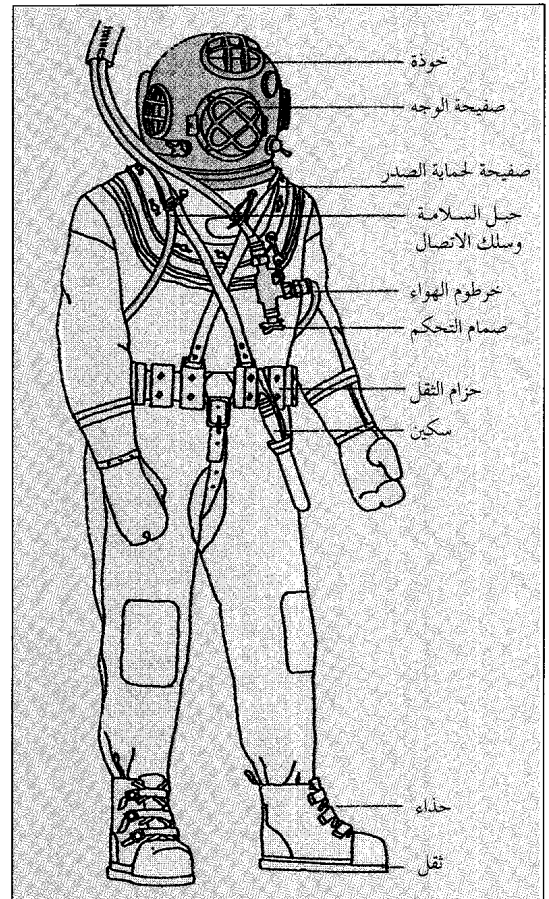 خوذة
صفيحة الوجه
صفيحة لحماية الصدر
حبل السلامة
وسلك الاتصال
خرطوم الهواء
صمام التحكم
حزام الثقل
سكين
حذاء
ثقل